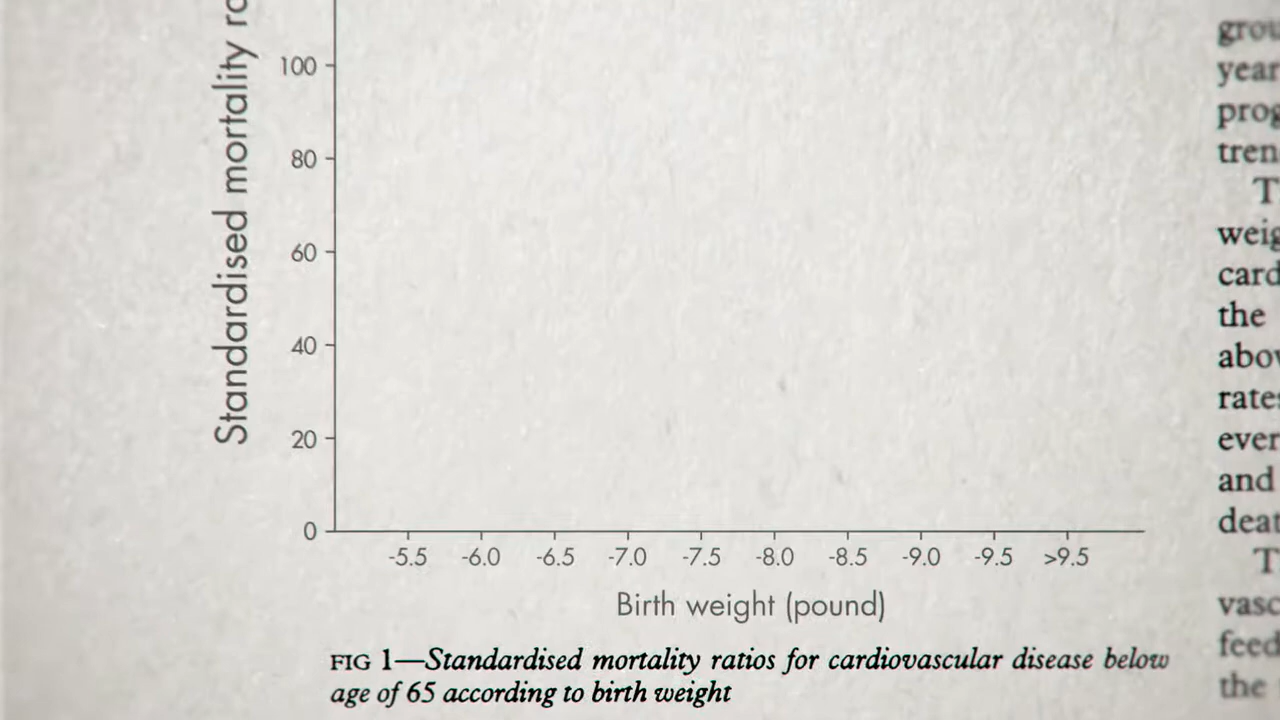 Standardised mortality
100
80
60
40
20
0
-5.5 -6.0 -6.5 -7.0 -7.5 -8.0 -8.5 -9.0 -9.5 >9.5
Birth weight (pound)
FIG 1—Standardised mortality ratios for cardiovascular disease below
age of 65 according to birth weight
the
and
the